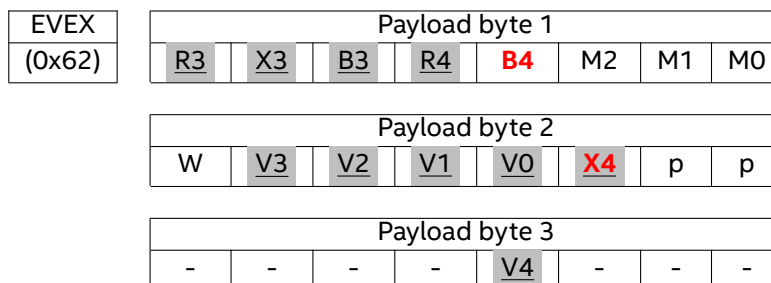 EVEX Payload byte 1
(0x62) R3 X3 B3 R4 B4 M2 M1 M0
Payload byte 2
W V3 V2 V1 V0 X4 p p
Payload byte 3
- - - - V4 - - -